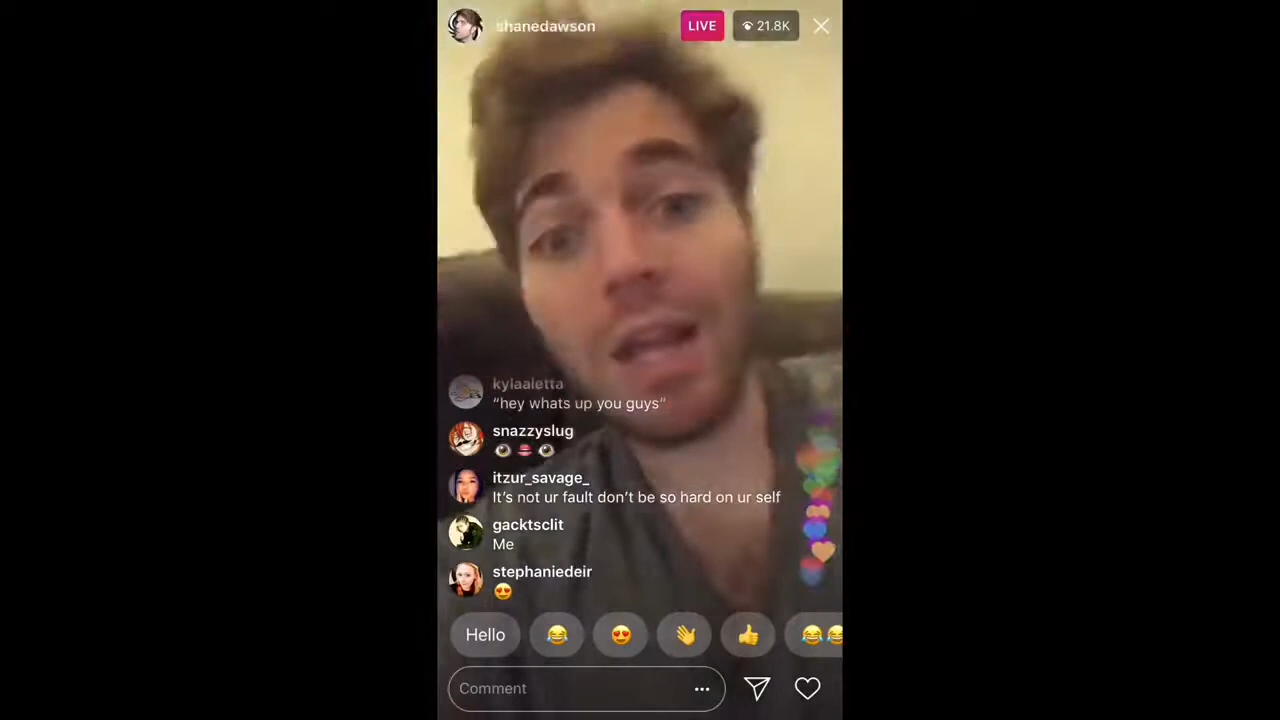 shanedawson
LIVE
21.8K
kylaaletta
“hey whats up you guys”
snazzyslug
👁👄👁
itzur_savage_
It’s not ur fault don’t be so hard on ur self
gacktsclit
Me
stephaniedeir
😍
Hello 😂 😍 👋 👍 😂😂
Comment